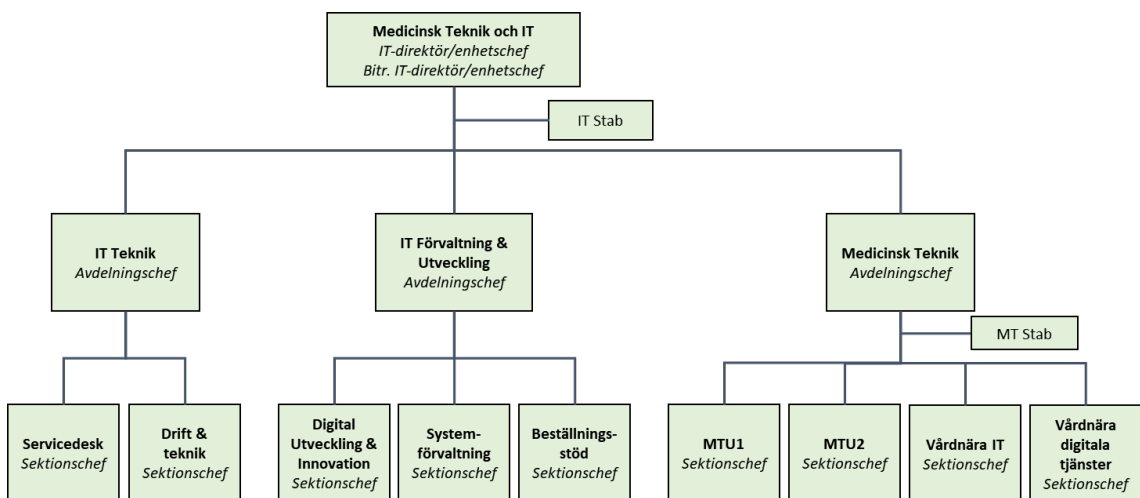 Medicinsk Teknik och IT
IT-direktör/enhetschef
Bitr. IT-direktör/enhetschef
IT Stab
IT Teknik
Avdelningschef
IT Förvaltning &
Utveckling
Avdelningschef
Medicinsk Teknik
Avdelningschef
MT Stab
Servicedesk
Sektionschef
Drift &
teknik
Sektionschef
Digital
Utveckling &
Innovation
Sektionschef
System-
förvaltning
Sektionschef
Beställnings-
stöd
Sektionschef
MTU1
Sektionschef
MTU2
Sektionschef
Vårdnära IT
Sektionschef
Vårdnära
digitala
tjänster
Sektionschef